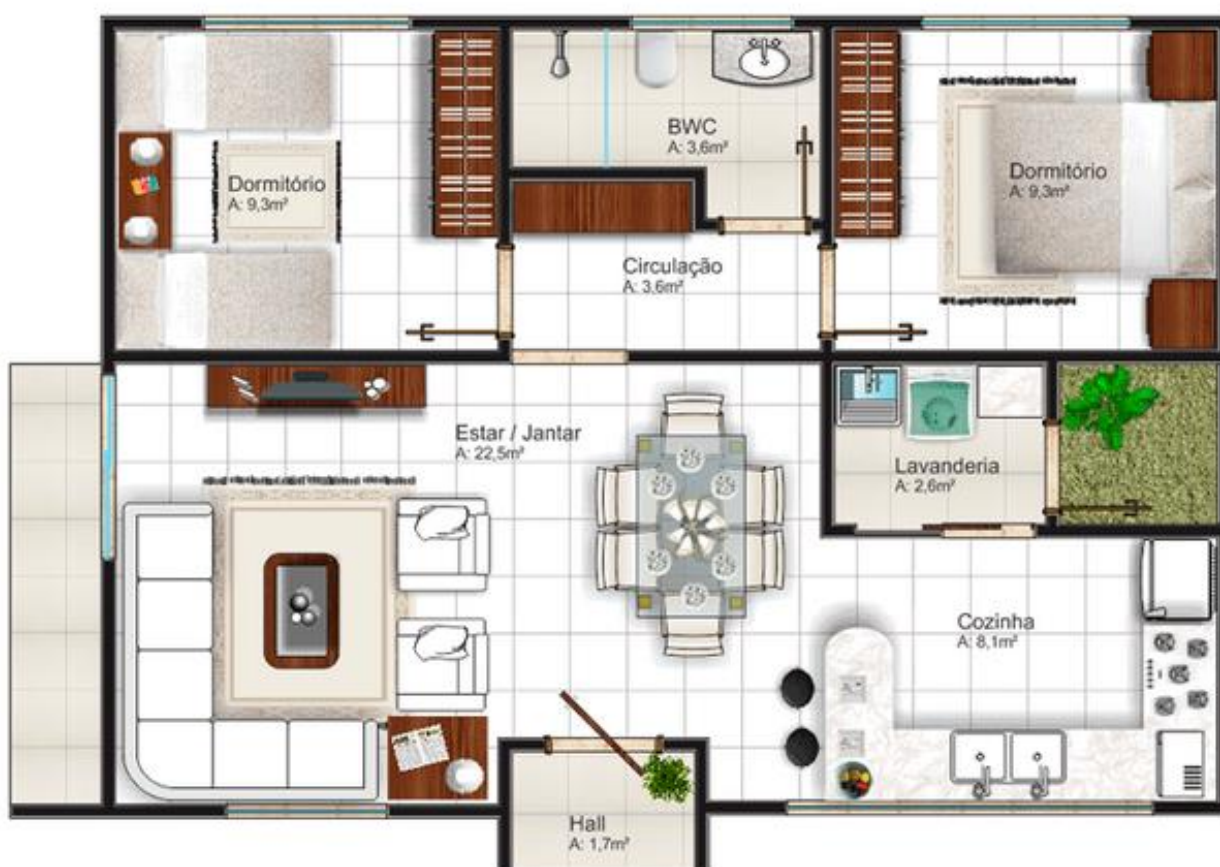 BWC
A: 3,6m²
Dormitório
A: 9,3m²
Dormitório
A: 9,3m²
Circulação
A: 3,6m²
Estar / Jantar
A: 22,5m²
Lavanderia
A: 2,6m²
Cozinha
A: 8,1m²
Hall
A: 1,7m²